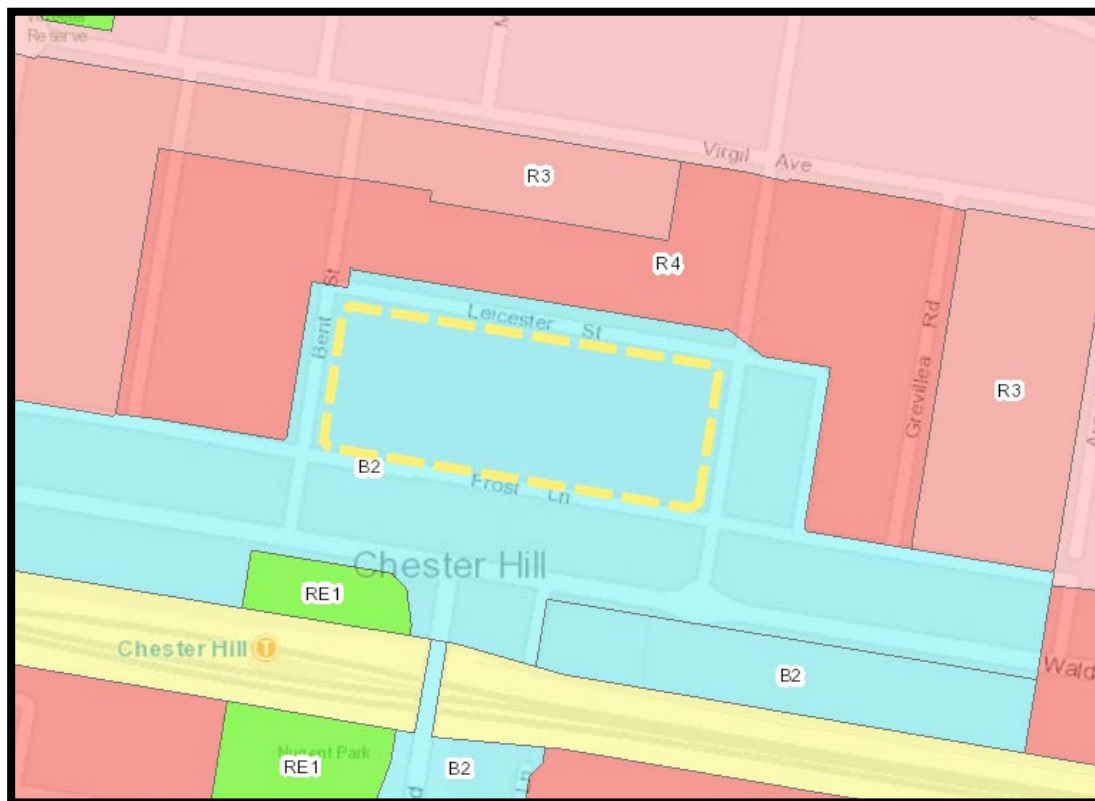 Reserve
Virgil Ave
R3
R4
Bent St
Leicester St
Grevillea Rd
R3
B2
Frost Ln
Chester Hill
RE1
Chester Hill T
B2
Wald
Nugent Park
RE1
B2
Ln
d